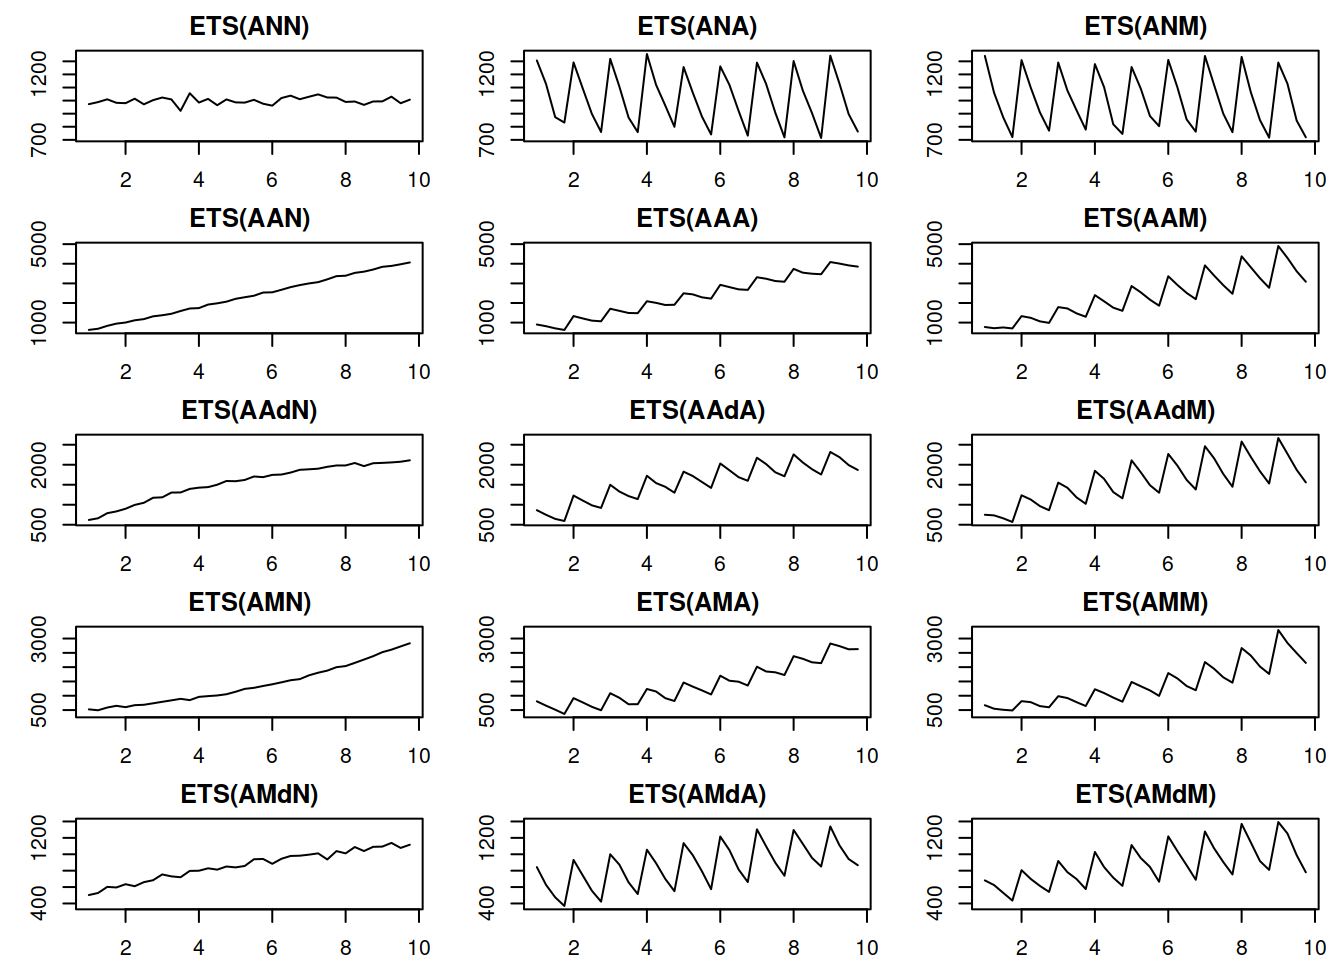 ETS(ANN) ETS(ANA) ETS(ANM)
1200 1200 1200
700 700 700
2 4 6 8 10 2 4 6 8 10 2 4 6 8 10
ETS(AAN) ETS(AAA) ETS(AAM)
5000 5000 5000
1000 1000 1000
2 4 6 8 10 2 4 6 8 10 2 4 6 8 10
ETS(AAdN) ETS(AAdA) ETS(AAdM)
2000 2000 2000
500 500 500
2 4 6 8 10 2 4 6 8 10 2 4 6 8 10
ETS(AMN) ETS(AMA) ETS(AMM)
3000 3000 3000
500 500 500
2 4 6 8 10 2 4 6 8 10 2 4 6 8 10
ETS(AMdN) ETS(AMdA) ETS(AMdM)
1200 1200 1200
400 400 400
2 4 6 8 10 2 4 6 8 10 2 4 6 8 10